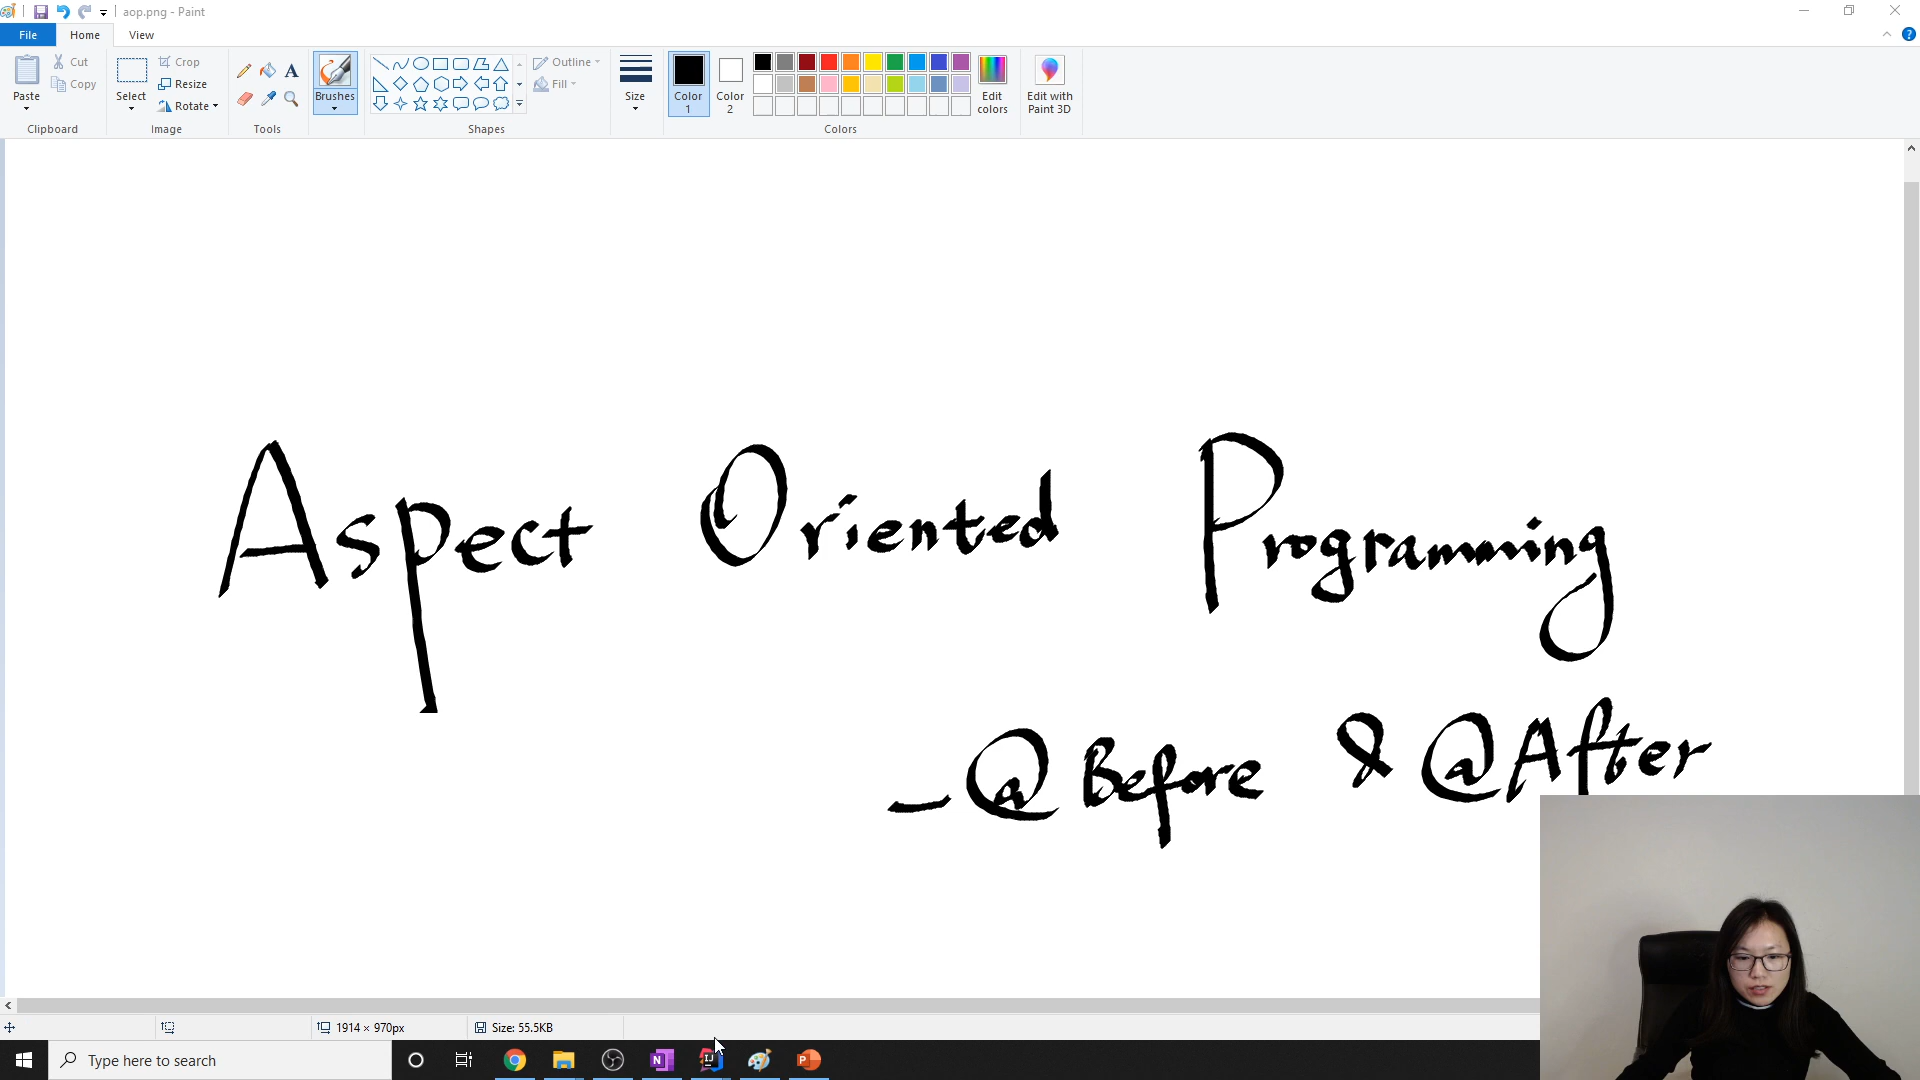 aop.png - Paint
File Home View
Paste Cut Copy Clipboard
Select Crop Resize Rotate Image
Tools
Brushes
Shapes
Outline Fill
Size
Color 1 Color 2 Colors
Edit colors
Edit with Paint 3D
Aspect Oriented Programming
- @Before & @After
1914 × 970px Size: 55.5KB
Type here to search